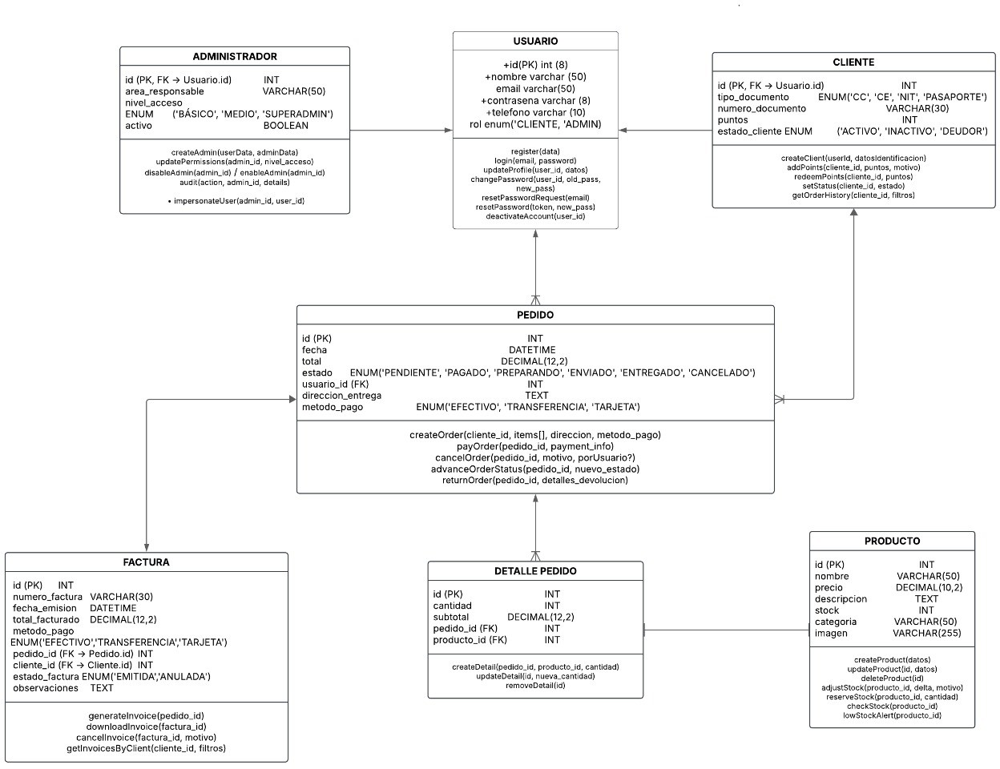 ADMINISTRADOR
id (PK, FK → Usuario.id) INT
area_responsable VARCHAR(50)
nivel_acceso
ENUM ('BÁSICO', 'MEDIO', 'SUPERADMIN')
activo BOOLEAN
createAdmin(userData, adminData)
updatePermissions(admin_id, nivel_acceso)
disableAdmin(admin_id) / enableAdmin(admin_id)
audit(action, admin_id, details)
• impersonateUser(admin_id, user_id)
USUARIO
+id(PK) int (8)
+nombre varchar (50)
email varchar(50)
+contrasena varchar (8)
+telefono varchar (10)
rol enum('CLIENTE, 'ADMIN)
register(data)
login(email, password)
updateProfile(user_id, datos)
changePassword(user_id, old_pass,
new_pass)
resetPasswordRequest(email)
resetPassword(token, new_pass)
deactivateAccount(user_id)
CLIENTE
id (PK, FK → Usuario.id) INT
tipo_documento ENUM('CC', 'CE', 'NIT', 'PASAPORTE')
numero_documento VARCHAR(30)
puntos INT
estado_cliente ENUM ('ACTIVO', 'INACTIVO', 'DEUDOR')
createClient(userId, datosIdentificacion)
addPoints(cliente_id, puntos, motivo)
redeemPoints(cliente_id, puntos)
setStatus(cliente_id, estado)
getOrderHistory(cliente_id, filtros)
PEDIDO
id (PK) INT
fecha DATETIME
total DECIMAL(12,2)
estado ENUM('PENDIENTE', 'PAGADO', 'PREPARANDO', 'ENVIADO', 'ENTREGADO', 'CANCELADO')
usuario_id (FK) INT
direccion_entrega TEXT
metodo_pago ENUM('EFECTIVO', 'TRANSFERENCIA', 'TARJETA')
createOrder(cliente_id, items[], direccion, metodo_pago)
payOrder(pedido_id, payment_info)
cancelOrder(pedido_id, motivo, porUsuario?)
advanceOrderStatus(pedido_id, nuevo_estado)
returnOrder(pedido_id, detalles_devolucion)
FACTURA
id (PK) INT
numero_factura VARCHAR(30)
fecha_emision DATETIME
total_facturado DECIMAL(12,2)
metodo_pago
ENUM('EFECTIVO','TRANSFERENCIA','TARJETA')
pedido_id (FK → Pedido.id) INT
cliente_id (FK → Cliente.id) INT
estado_factura ENUM('EMITIDA','ANULADA')
observaciones TEXT
generateInvoice(pedido_id)
downloadInvoice(factura_id)
cancelInvoice(factura_id, motivo)
getInvoicesByClient(cliente_id, filtros)
DETALLE PEDIDO
id (PK) INT
cantidad INT
subtotal DECIMAL(12,2)
pedido_id (FK) INT
producto_id (FK) INT
createDetail(pedido_id, producto_id, cantidad)
updateDetail(id, nueva_cantidad)
removeDetail(id)
PRODUCTO
id (PK) INT
nombre VARCHAR(50)
precio DECIMAL(10,2)
descripcion TEXT
stock INT
categoria VARCHAR(50)
imagen VARCHAR(255)
createProduct(datos)
updateProduct(id, datos)
deleteProduct(id)
adjustStock(producto_id, delta, motivo)
reserveStock(producto_id, cantidad)
checkStock(producto_id)
lowStockAlert(producto_id)